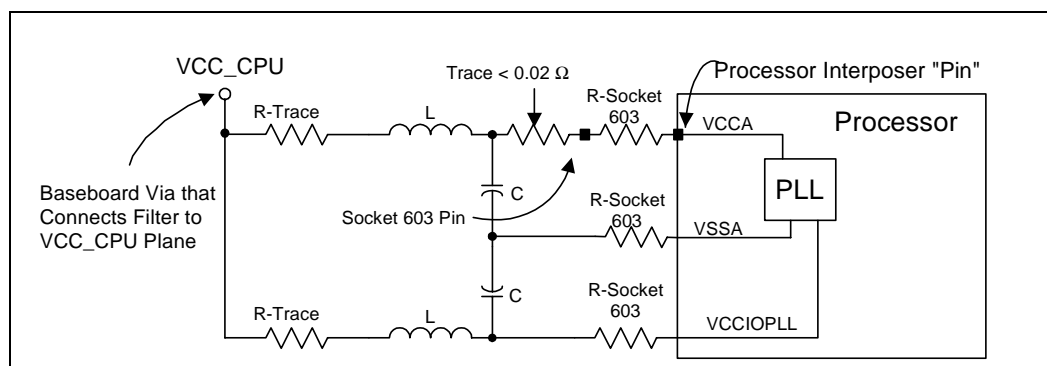 VCC_CPU
Trace < 0.02 Ω
Processor Interposer "Pin"
R-Trace
L
R-Socket
603
VCCA
Processor
PLL
Baseboard Via that
Connects Filter to
VCC_CPU Plane
C
Socket 603 Pin
R-Socket
603
VSSA
R-Trace
L
C
R-Socket
603
VCCIOPLL